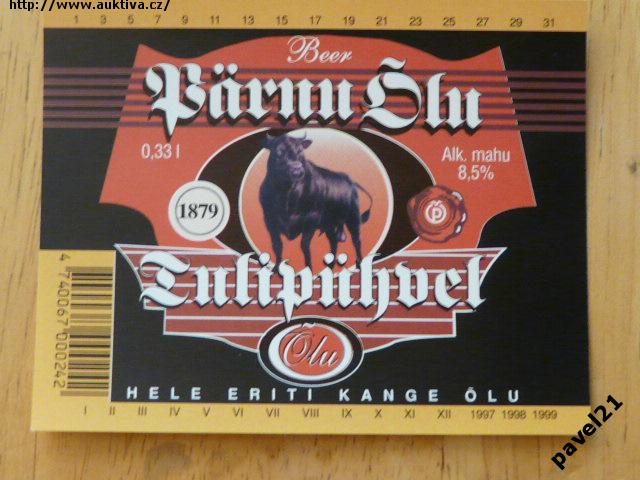 http://www.auktiva.cz/
1 3 5 7 9 11 13 15 17 19 21 23 25 27 29 31
Beer
Pärnu Õlu
0,33 l
Alk. mahu
8,5%
1879
Tulipühvel
Õlu
4 740067 000242
HELE ERITI KANGE ÕLU
I II III IV V VI VII VIII IX X XI XII 1997 1998 1999
pavel21